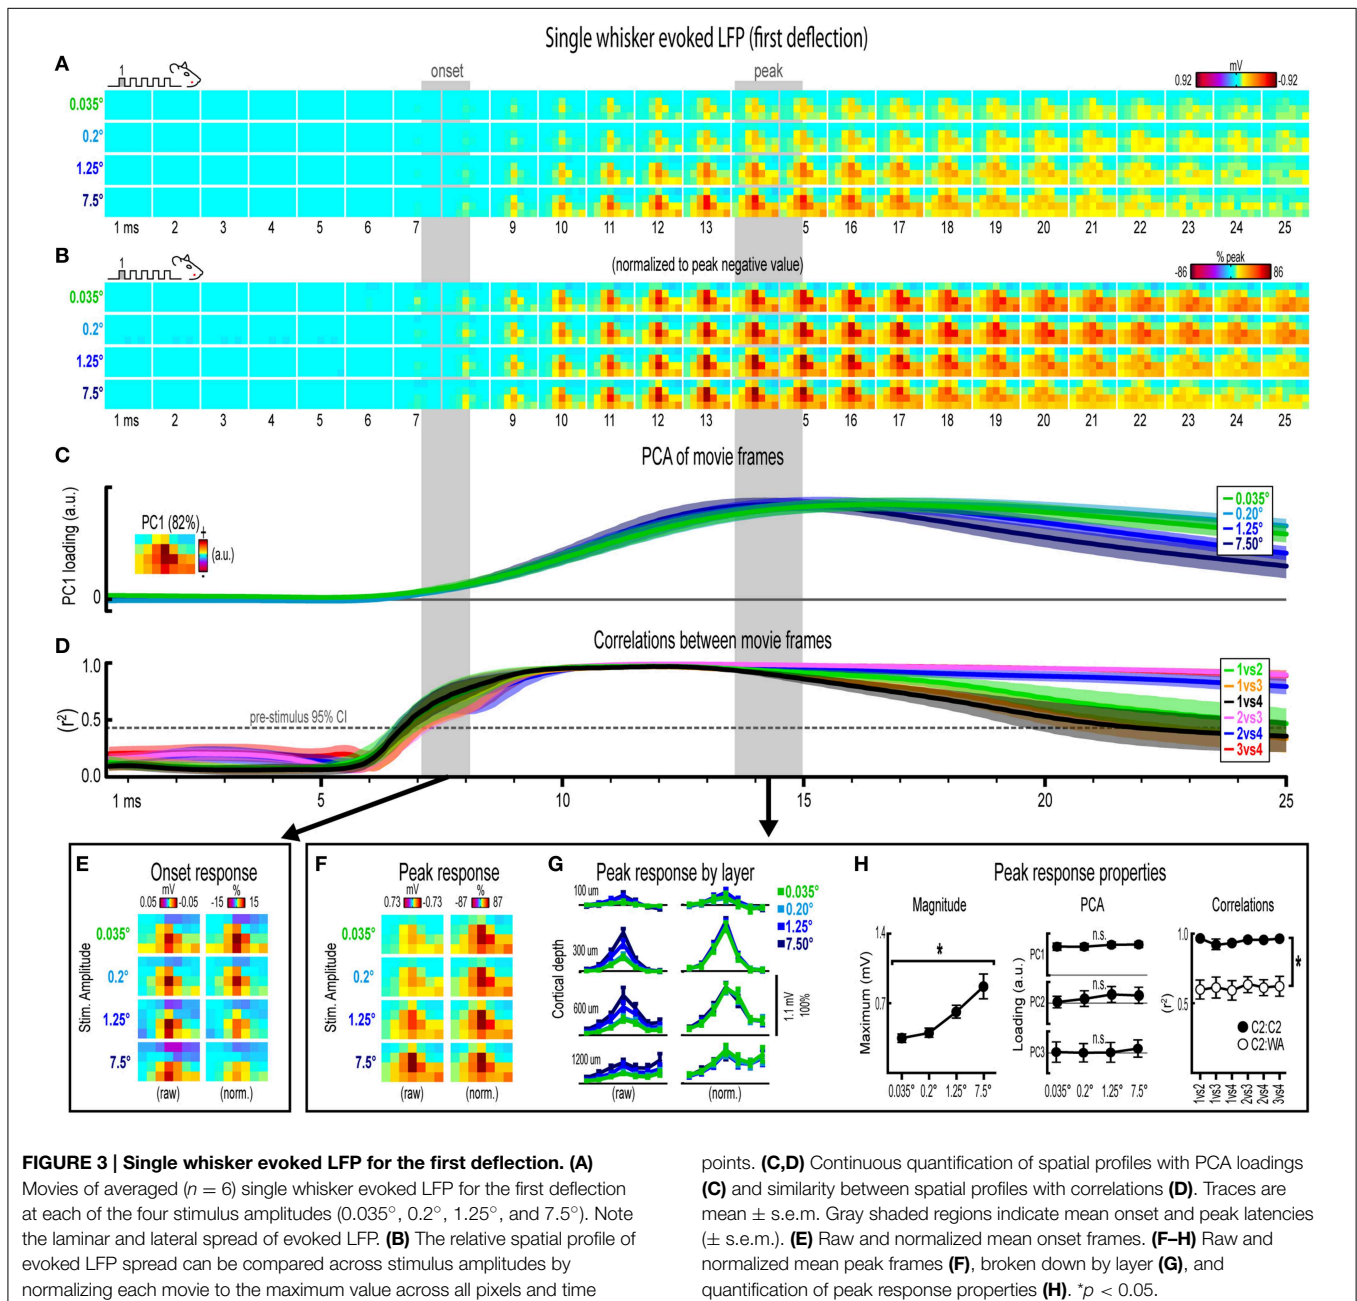 Single whisker evoked LFP (first deflection)
A
1
onset
peak
mV
0.92
-0.92
0.035°
0.2°
1.25°
7.5°
1 ms 2 3 4 5 6 7 9 10 11 12 13 5 16 17 18 19 20 21 22 23 24 25
B
1
(normalized to peak negative value)
% peak
-86 86
0.035°
0.2°
1.25°
7.5°
1 ms 2 3 4 5 6 7 9 10 11 12 13 5 16 17 18 19 20 21 22 23 24 25
C
PCA of movie frames
PC1 loading (a.u.)
0
PC1 (82%)
+
(a.u.)
-
0.035°
0.20°
1.25°
7.50°
D
Correlations between movie frames
(r²)
1.0
0.5
0.0
pre-stimulus 95% CI
1vs2
1vs3
1vs4
2vs3
2vs4
3vs4
1 ms 5 10 15 20 25
E
Onset response
mV
0.05 -0.05
%
-15 15
Stim. Amplitude
0.035°
0.2°
1.25°
7.5°
(raw) (norm.)
F
Peak response
mV
0.73 -0.73
%
-87 87
Stim. Amplitude
0.035°
0.2°
1.25°
7.5°
(raw) (norm.)
G
Peak response by layer
Cortical depth
100 um
300 um
600 um
1200 um
0.035°
0.20°
1.25°
7.50°
1.1 mV
100%
(raw) (norm.)
H
Peak response properties
Magnitude
Maximum (mV)
1.4
0.7
*
0.035° 0.2° 1.25° 7.5°
PCA
Loading (a.u.)
PC1
n.s.
PC2
n.s.
PC3
n.s.
0.035° 0.2° 1.25° 7.5°
Correlations
(r²)
1.0
0.5
*
C2:C2
C2:WA
1vs2
1vs3
1vs4
2vs3
2vs4
3vs4
FIGURE 3 | Single whisker evoked LFP for the first deflection. (A)
Movies of averaged (n = 6) single whisker evoked LFP for the first deflection
at each of the four stimulus amplitudes (0.035°, 0.2°, 1.25°, and 7.5°). Note
the laminar and lateral spread of evoked LFP. (B) The relative spatial profile of
evoked LFP spread can be compared across stimulus amplitudes by
normalizing each movie to the maximum value across all pixels and time
points. (C,D) Continuous quantification of spatial profiles with PCA loadings
(C) and similarity between spatial profiles with correlations (D). Traces are
mean ± s.e.m. Gray shaded regions indicate mean onset and peak latencies
(± s.e.m.). (E) Raw and normalized mean onset frames. (F–H) Raw and
normalized mean peak frames (F), broken down by layer (G), and
quantification of peak response properties (H). *p < 0.05.